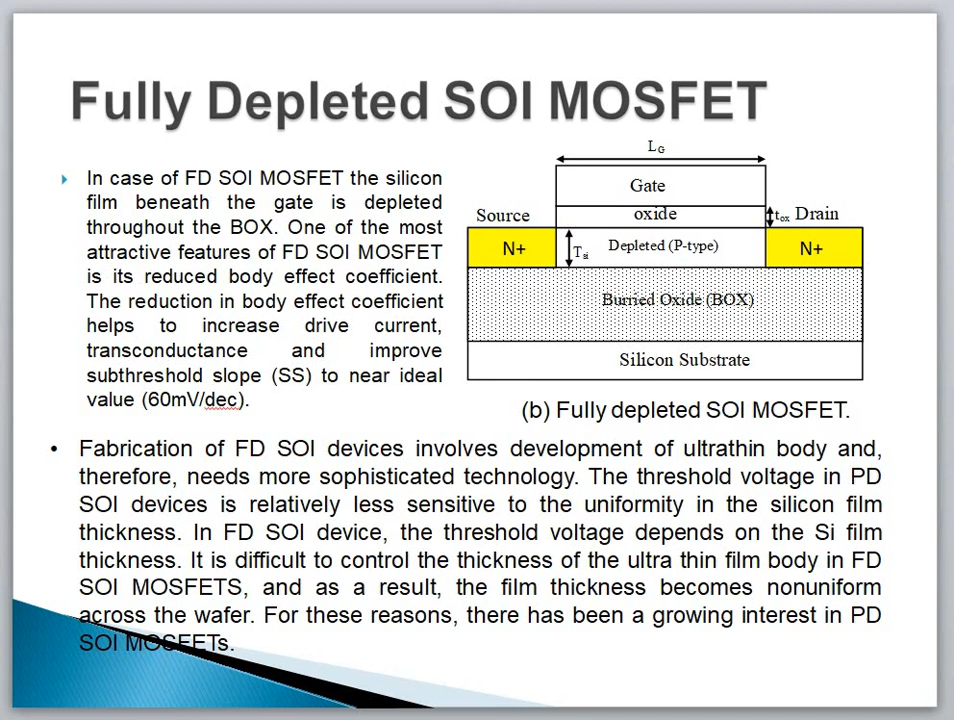 Fully Depleted SOI MOSFET
In case of FD SOI MOSFET the silicon
film beneath the gate is depleted
throughout the BOX. One of the most
attractive features of FD SOI MOSFET
is its reduced body effect coefficient.
The reduction in body effect coefficient
helps to increase drive current,
transconductance and improve
subthreshold slope (SS) to near ideal
value (60mV/dec).
LG
Gate
Source
oxide
tox Drain
N+
Tsi
Depleted (P-type)
N+
Burried Oxide (BOX)
Silicon Substrate
(b) Fully depleted SOI MOSFET.
• Fabrication of FD SOI devices involves development of ultrathin body and,
therefore, needs more sophisticated technology. The threshold voltage in PD
SOI devices is relatively less sensitive to the uniformity in the silicon film
thickness. In FD SOI device, the threshold voltage depends on the Si film
thickness. It is difficult to control the thickness of the ultra thin film body in FD
SOI MOSFETS, and as a result, the film thickness becomes nonuniform
across the wafer. For these reasons, there has been a growing interest in PD
SOI MOSFETs.